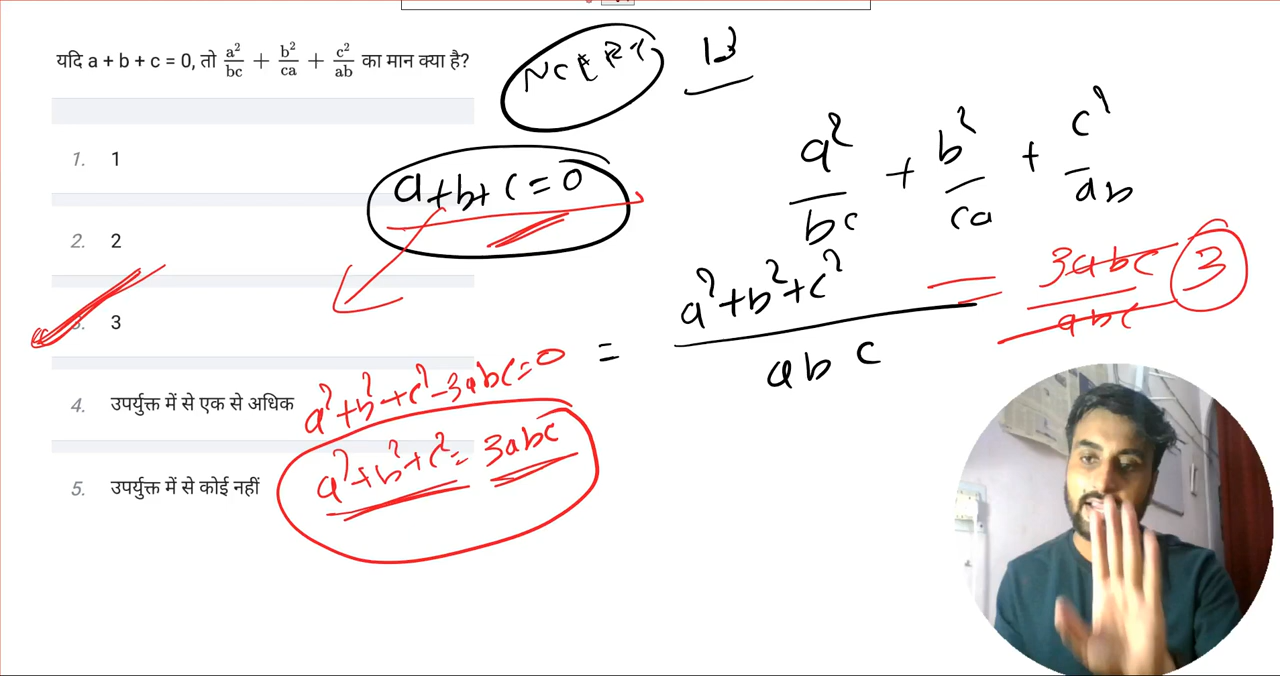 यदि a + b + c = 0, तो a²/bc + b²/ca + c²/ab का मान क्या है?
NCERT
1. 1
a+b+c=0
a²/bc + b²/ca + c²/ab
2. 2
3. 3
= a²+b²+c²/abc = 3abc/abc 3
4. उपर्युक्त में से एक से अधिक
a²+b²+c²-3abc=0
a²+b²+c²=3abc
5. उपर्युक्त में से कोई नहीं